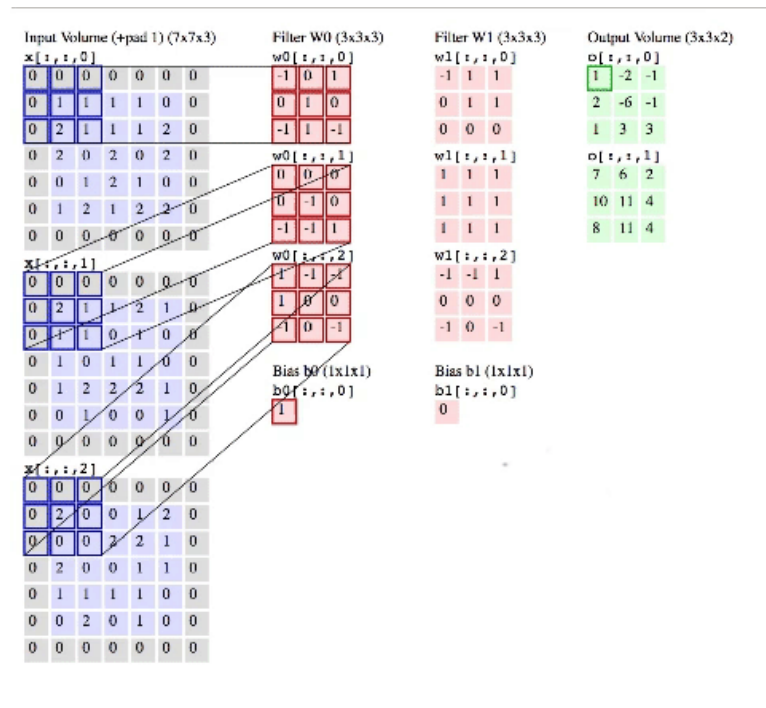 Input Volume (+pad 1) (7x7x3)
x[:,:,0]
0 0 0 0 0 0 0
0 1 1 1 1 0 0
0 2 1 1 1 2 0
0 2 0 2 0 2 0
0 0 1 2 1 0 0
0 1 2 1 2 2 0
0 0 0 0 0 0 0
x[:,:,1]
0 0 0 0 0 0 0
0 2 1 1 2 1 0
0 1 1 0 1 0 0
0 1 0 1 1 0 0
0 1 2 2 2 1 0
0 0 1 0 0 1 0
0 0 0 0 0 0 0
x[:,:,2]
0 0 0 0 0 0 0
0 2 0 0 1 2 0
0 0 0 2 2 1 0
0 2 0 0 1 1 0
0 1 1 1 1 0 0
0 0 2 0 1 0 0
0 0 0 0 0 0 0
Filter W0 (3x3x3)
w0[:,:,0]
-1 0 1
0 1 0
-1 1 -1
w0[:,:,1]
0 0 0
0 -1 0
-1 -1 1
w0[:,:,2]
1 -1 -1
1 0 0
-1 0 -1
Bias b0 (1x1x1)
b0[:,:,0]
1
Filter W1 (3x3x3)
w1[:,:,0]
-1 1 1
0 1 1
0 0 0
w1[:,:,1]
1 1 1
1 1 1
1 1 1
w1[:,:,2]
-1 -1 1
0 0 0
-1 0 -1
Bias b1 (1x1x1)
b1[:,:,0]
0
Output Volume (3x3x2)
o[:,:,0]
1 -2 -1
2 -6 -1
1 3 3
o[:,:,1]
7 6 2
10 11 4
8 11 4